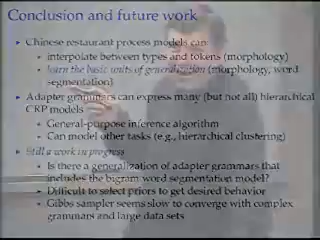 Conclusion and future work
Chinese restaurant process models can:
interpolate between types and tokens (morphology)
learn the basic units of generalization (morphology, word
segmentation)
Adapter grammars can express many (but not all) hierarchical
CRP models
General-purpose inference algorithm
Can model other tasks (e.g., hierarchical clustering)
Still a work in progress
Is there a generalization of adapter grammars that
includes the bigram word segmentation model?
Difficult to select priors to get desired behavior
Gibbs sampler seems slow to converge with complex
grammars and large data sets